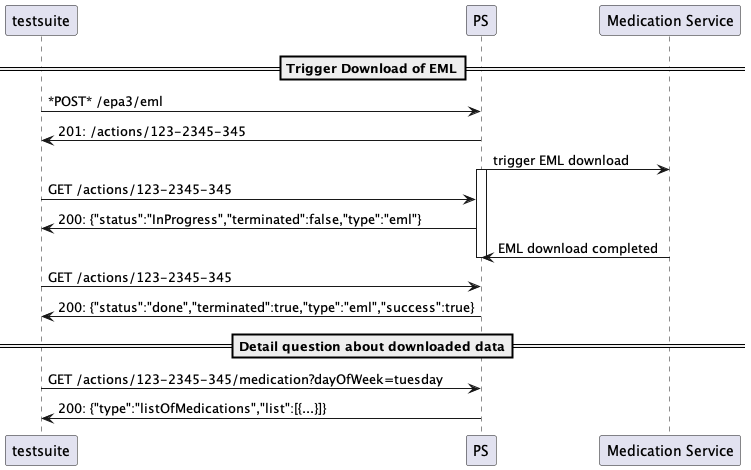 testsuite
PS
Medication Service
Trigger Download of EML
*POST* /epa3/eml
201: /actions/123-2345-345
trigger EML download
GET /actions/123-2345-345
200: {"status":"InProgress","terminated":false,"type":"eml"}
EML download completed
GET /actions/123-2345-345
200: {"status":"done","terminated":true,"type":"eml","success":true}
Detail question about downloaded data
GET /actions/123-2345-345/medication?dayOfWeek=tuesday
200: {"type":"listOfMedications","list":[{...}]}
testsuite
PS
Medication Service